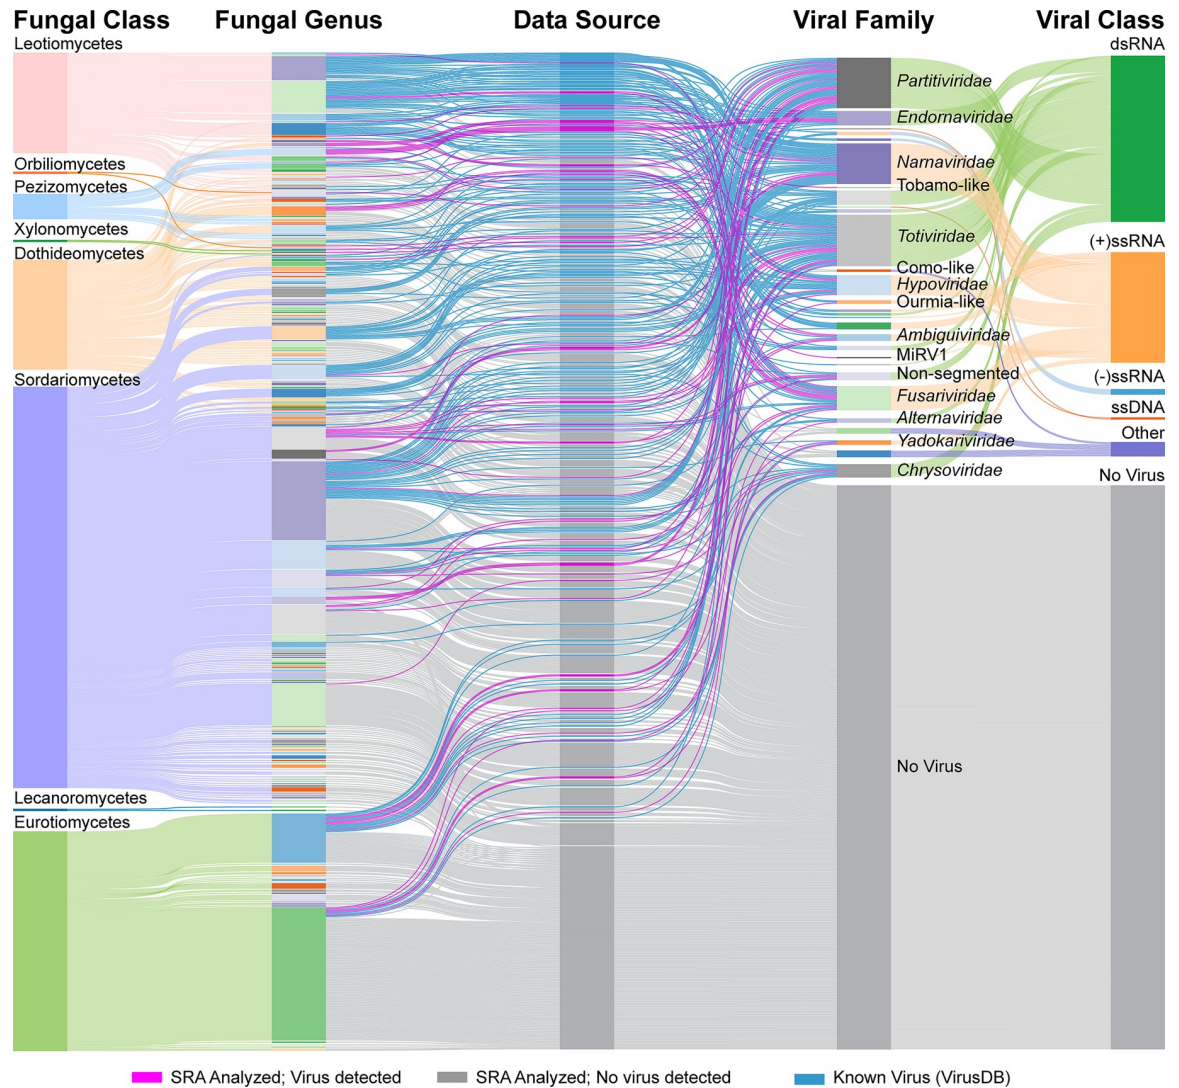 Fungal Class
Fungal Genus
Data Source
Viral Family
Viral Class
Leotiomycetes
Orbiliomycetes
Pezizomycetes
Xylonomycetes
Dothideomycetes
Sordariomycetes
Lecanoromycetes
Eurotiomycetes
Partitiviridae
Endornaviridae
Narnaviridae
Tobamo-like
Totiviridae
Como-like
Hypoviridae
Ourmia-like
Ambiguiviridae
MiRV1
Non-segmented
Fusariviridae
Alternaviridae
Yadokariviridae
Chrysoviridae
No Virus
dsRNA
(+)ssRNA
(-)ssRNA
ssDNA
Other
No Virus
SRA Analyzed; Virus detected
SRA Analyzed; No virus detected
Known Virus (VirusDB)